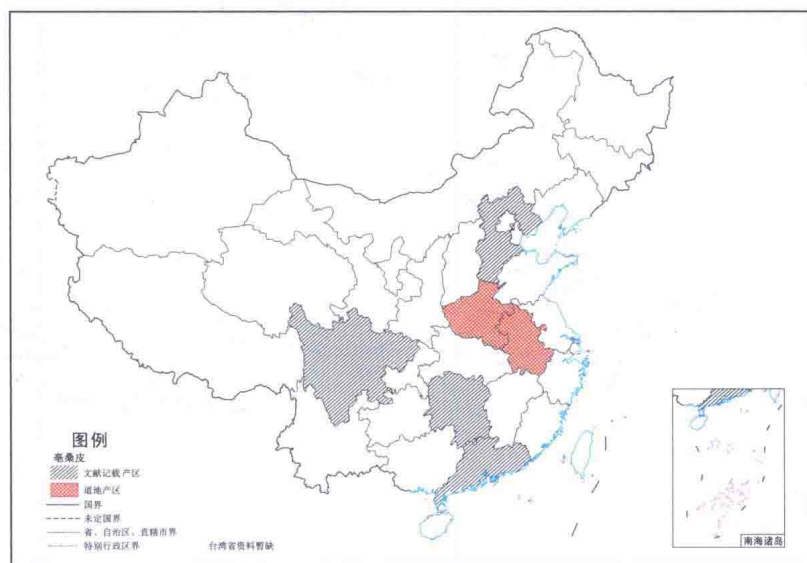 图例
亳桑皮
文献记载产区
道地产区
国界
未定国界
省、自治区、直辖市界
特别行政区界
台湾省资料暂缺
南海诸岛